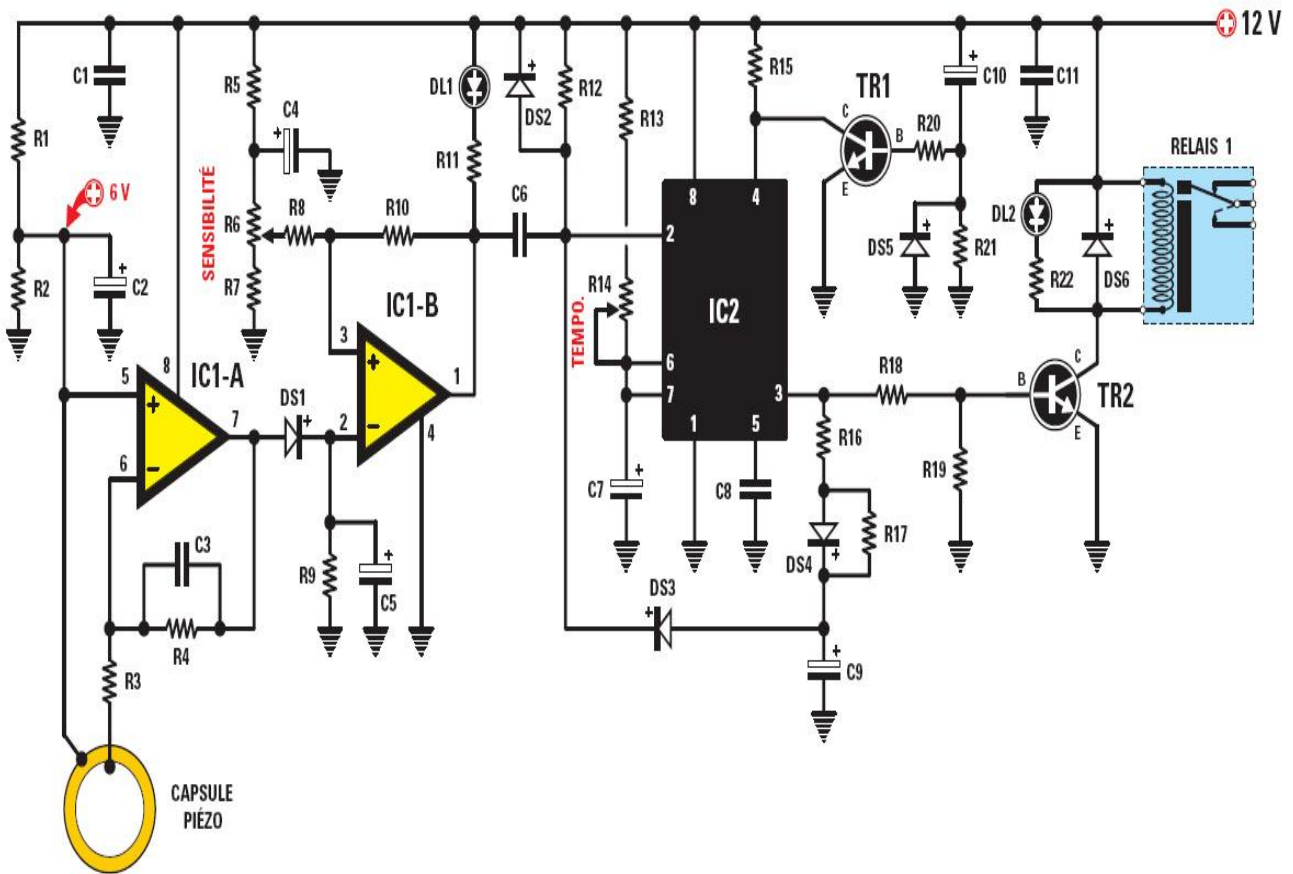 12 V
C1
R5
C4
DL1
DS2
R12
R13
R15
TR1
C
B
E
R20
C10
C11
RELAIS 1
R1
6 V
R11
SENSIBILITÉ
R6
R8
R10
C6
8
4
2
DL2
R2
C2
R7
R14
DS5
R21
R22
DS6
IC1-B
TEMPO.
IC2
IC1-A
5
8
3
+
6
7
3
R18
B
C
TR2
E
+
7
DS1
1
2
–
4
1
5
R16
R19
6
–
C7
C8
R17
C3
R9
C5
DS4
DS3
R4
R3
C9
CAPSULE
PIÉZO